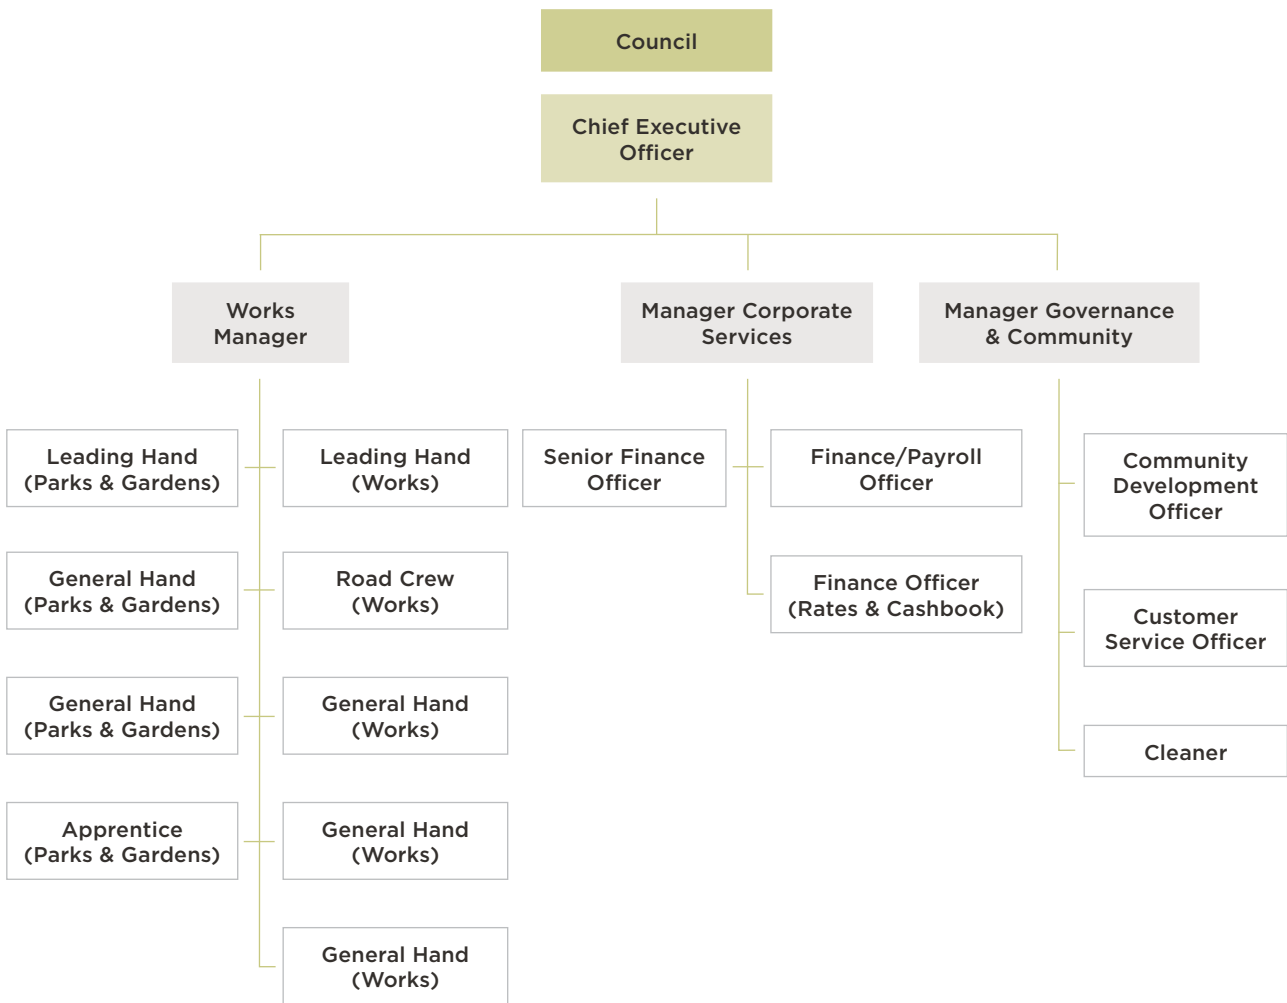 Council
Chief Executive
Officer
Works
Manager
Manager Corporate
Services
Manager Governance
& Community
Leading Hand
(Parks & Gardens)
Leading Hand
(Works)
General Hand
(Parks & Gardens)
Road Crew
(Works)
General Hand
(Parks & Gardens)
General Hand
(Works)
Apprentice
(Parks & Gardens)
General Hand
(Works)
General Hand
(Works)
Senior Finance
Officer
Finance/Payroll
Officer
Finance Officer
(Rates & Cashbook)
Community
Development
Officer
Customer
Service Officer
Cleaner